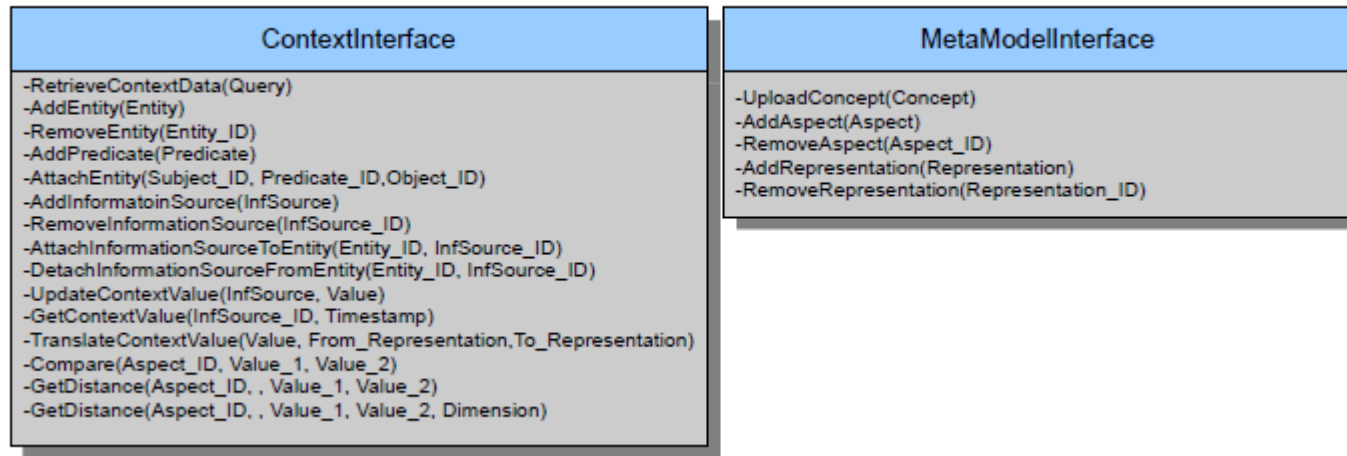 ContextInterface
-RetrieveContextData(Query)
-AddEntity(Entity)
-RemoveEntity(Entity_ID)
-AddPredicate(Predicate)
-AttachEntity(Subject_ID, Predicate_ID,Object_ID)
-AddInformatoinSource(InfSource)
-RemoveInformationSource(InfSource_ID)
-AttachInformationSourceToEntity(Entity_ID, InfSource_ID)
-DetachInformationSourceFromEntity(Entity_ID, InfSource_ID)
-UpdateContextValue(InfSource, Value)
-GetContextValue(InfSource_ID, Timestamp)
-TranslateContextValue(Value, From_Representation,To_Representation)
-Compare(Aspect_ID, Value_1, Value_2)
-GetDistance(Aspect_ID, , Value_1, Value_2)
-GetDistance(Aspect_ID, , Value_1, Value_2, Dimension)
MetaModelInterface
-UploadConcept(Concept)
-AddAspect(Aspect)
-RemoveAspect(Aspect_ID)
-AddRepresentation(Representation)
-RemoveRepresentation(Representation_ID)